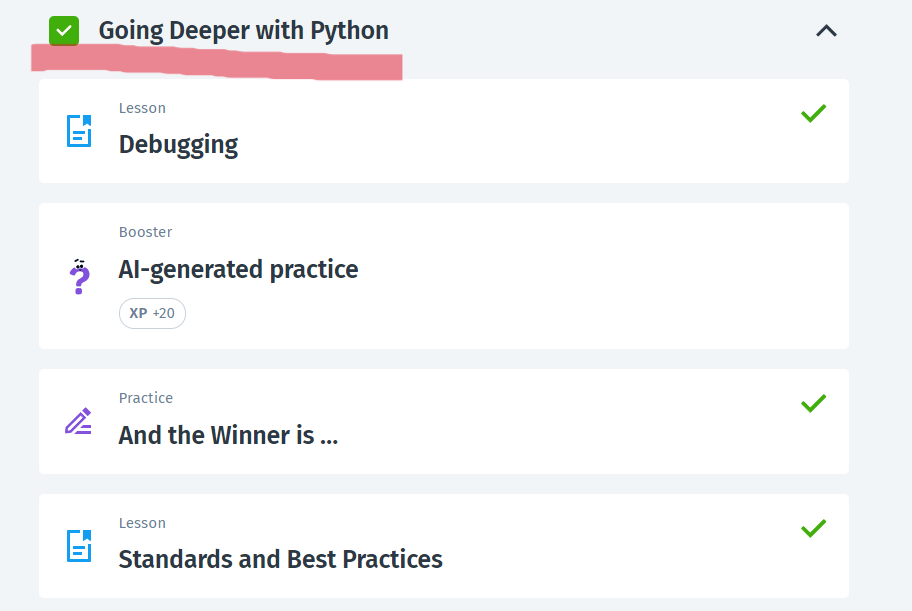 Going Deeper with Python
Lesson
Debugging
Booster
AI-generated practice
XP +20
Practice
And the Winner is ...
Lesson
Standards and Best Practices